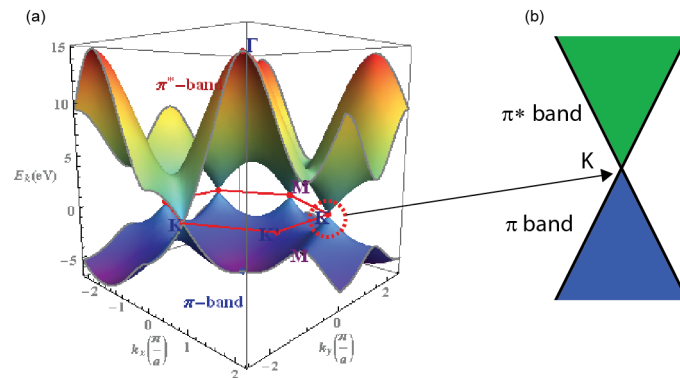 (a)
Γ
15
π*-band
10
5
E_k(eV)
0
-5
M
K
K'
K
M
π-band
-2
-1
0
1
2
k_x(π/a)
-2
0
2
k_y(π/a)
(b)
π* band
K
π band